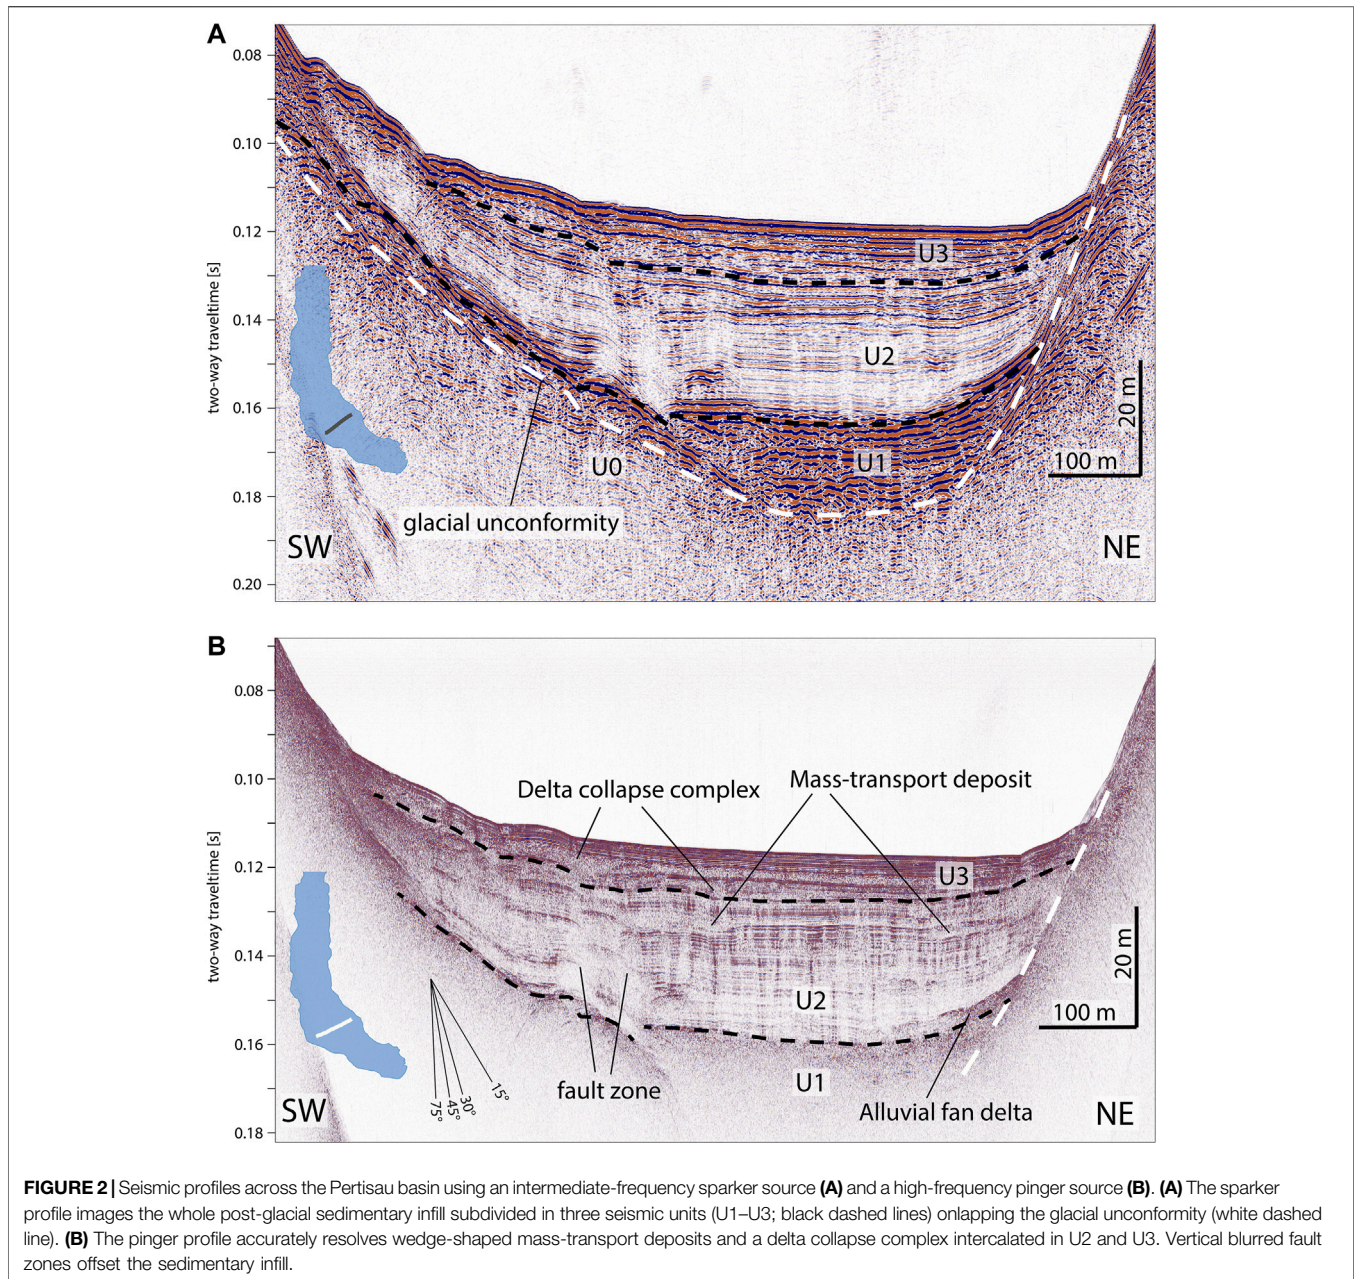 A
0.08
0.10
0.12
0.14
0.16
0.18
0.20
two-way traveltime [s]
U3
U2
U1
U0
glacial unconformity
SW
NE
20 m
100 m
B
0.08
0.10
0.12
0.14
0.16
0.18
two-way traveltime [s]
Delta collapse complex
Mass-transport deposit
U3
U2
U1
fault zone
Alluvial fan delta
75°
45°
30°
15°
SW
NE
20 m
100 m
FIGURE 2 | Seismic profiles across the Pertisau basin using an intermediate-frequency sparker source (A) and a high-frequency pinger source (B). (A) The sparker
profile images the whole post-glacial sedimentary infill subdivided in three seismic units (U1–U3; black dashed lines) onlapping the glacial unconformity (white dashed
line). (B) The pinger profile accurately resolves wedge-shaped mass-transport deposits and a delta collapse complex intercalated in U2 and U3. Vertical blurred fault
zones offset the sedimentary infill.